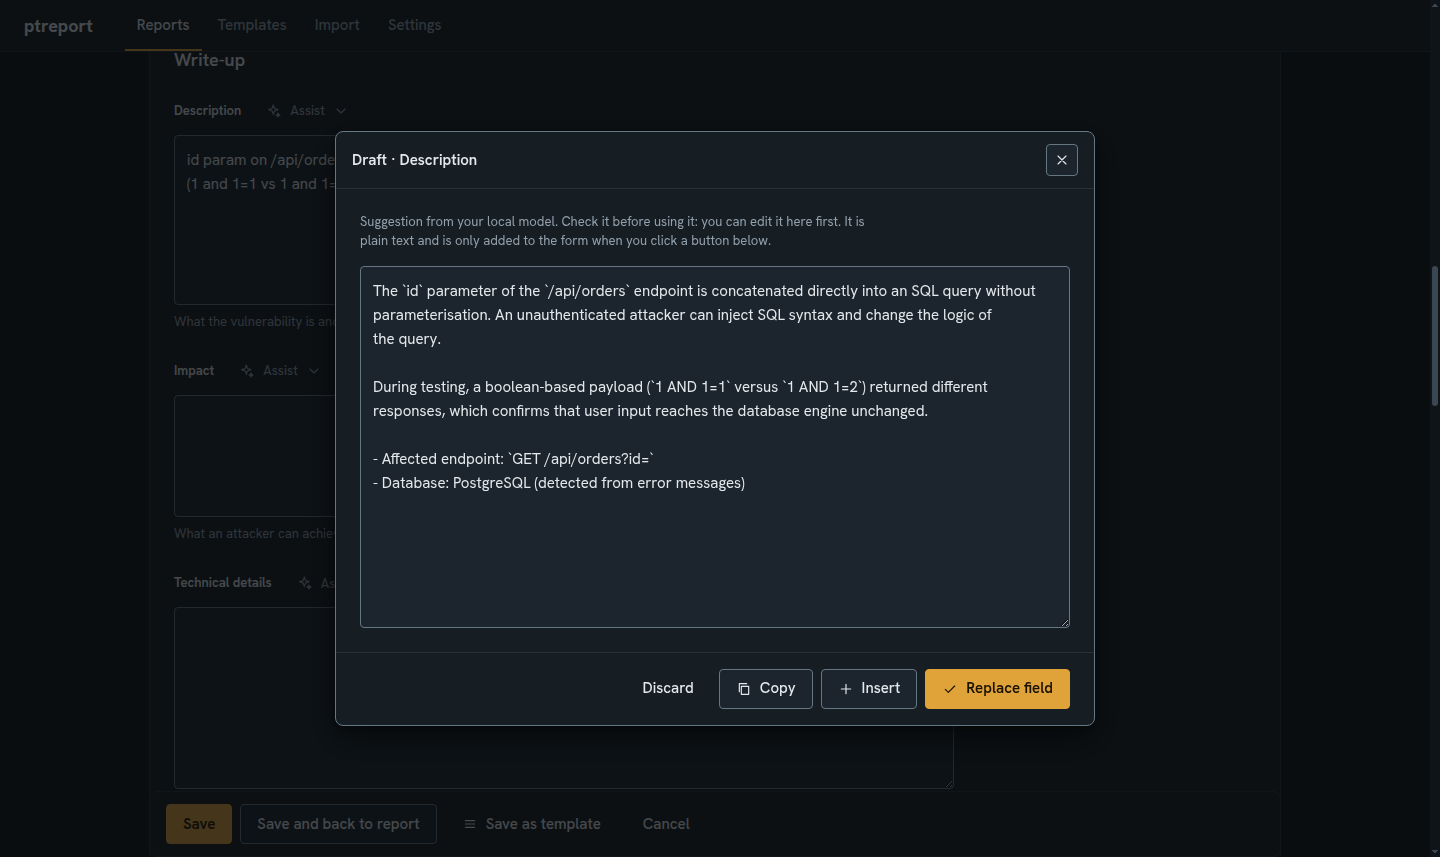 ptreport
Reports
Templates
Import
Settings
Write-up
Description
Assist
id param on /api/orde
(1 and 1=1 vs 1 and 1=
What the vulnerability is an
Impact
Assist
What an attacker can achie
Technical details
As
Draft · Description
Suggestion from your local model. Check it before using it: you can edit it here first. It is
plain text and is only added to the form when you click a button below.
The `id` parameter of the `/api/orders` endpoint is concatenated directly into an SQL query without
parameterisation. An unauthenticated attacker can inject SQL syntax and change the logic of
the query.
During testing, a boolean-based payload (`1 AND 1=1` versus `1 AND 1=2`) returned different
responses, which confirms that user input reaches the database engine unchanged.
- Affected endpoint: `GET /api/orders?id=`
- Database: PostgreSQL (detected from error messages)
Discard
Copy
Insert
Replace field
Save
Save and back to report
Save as template
Cancel